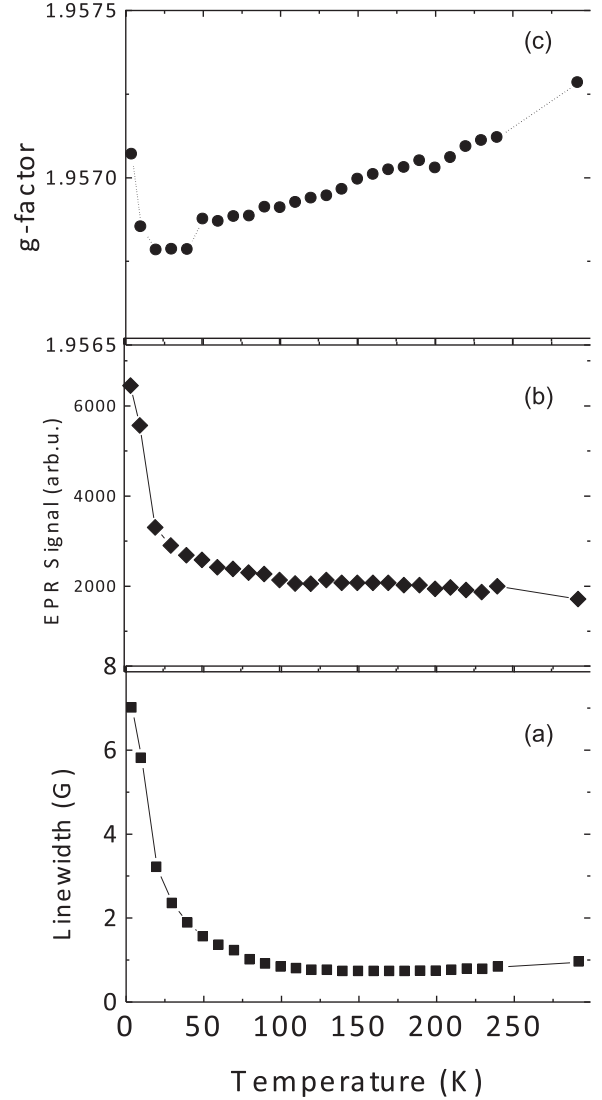 1.9575
(c)
g-factor
1.9570
1.9565
(b)
EPR Signal (arb.u.)
6000
4000
2000
8
(a)
Linewidth (G)
6
4
2
0
0 50 100 150 200 250
Temperature (K)